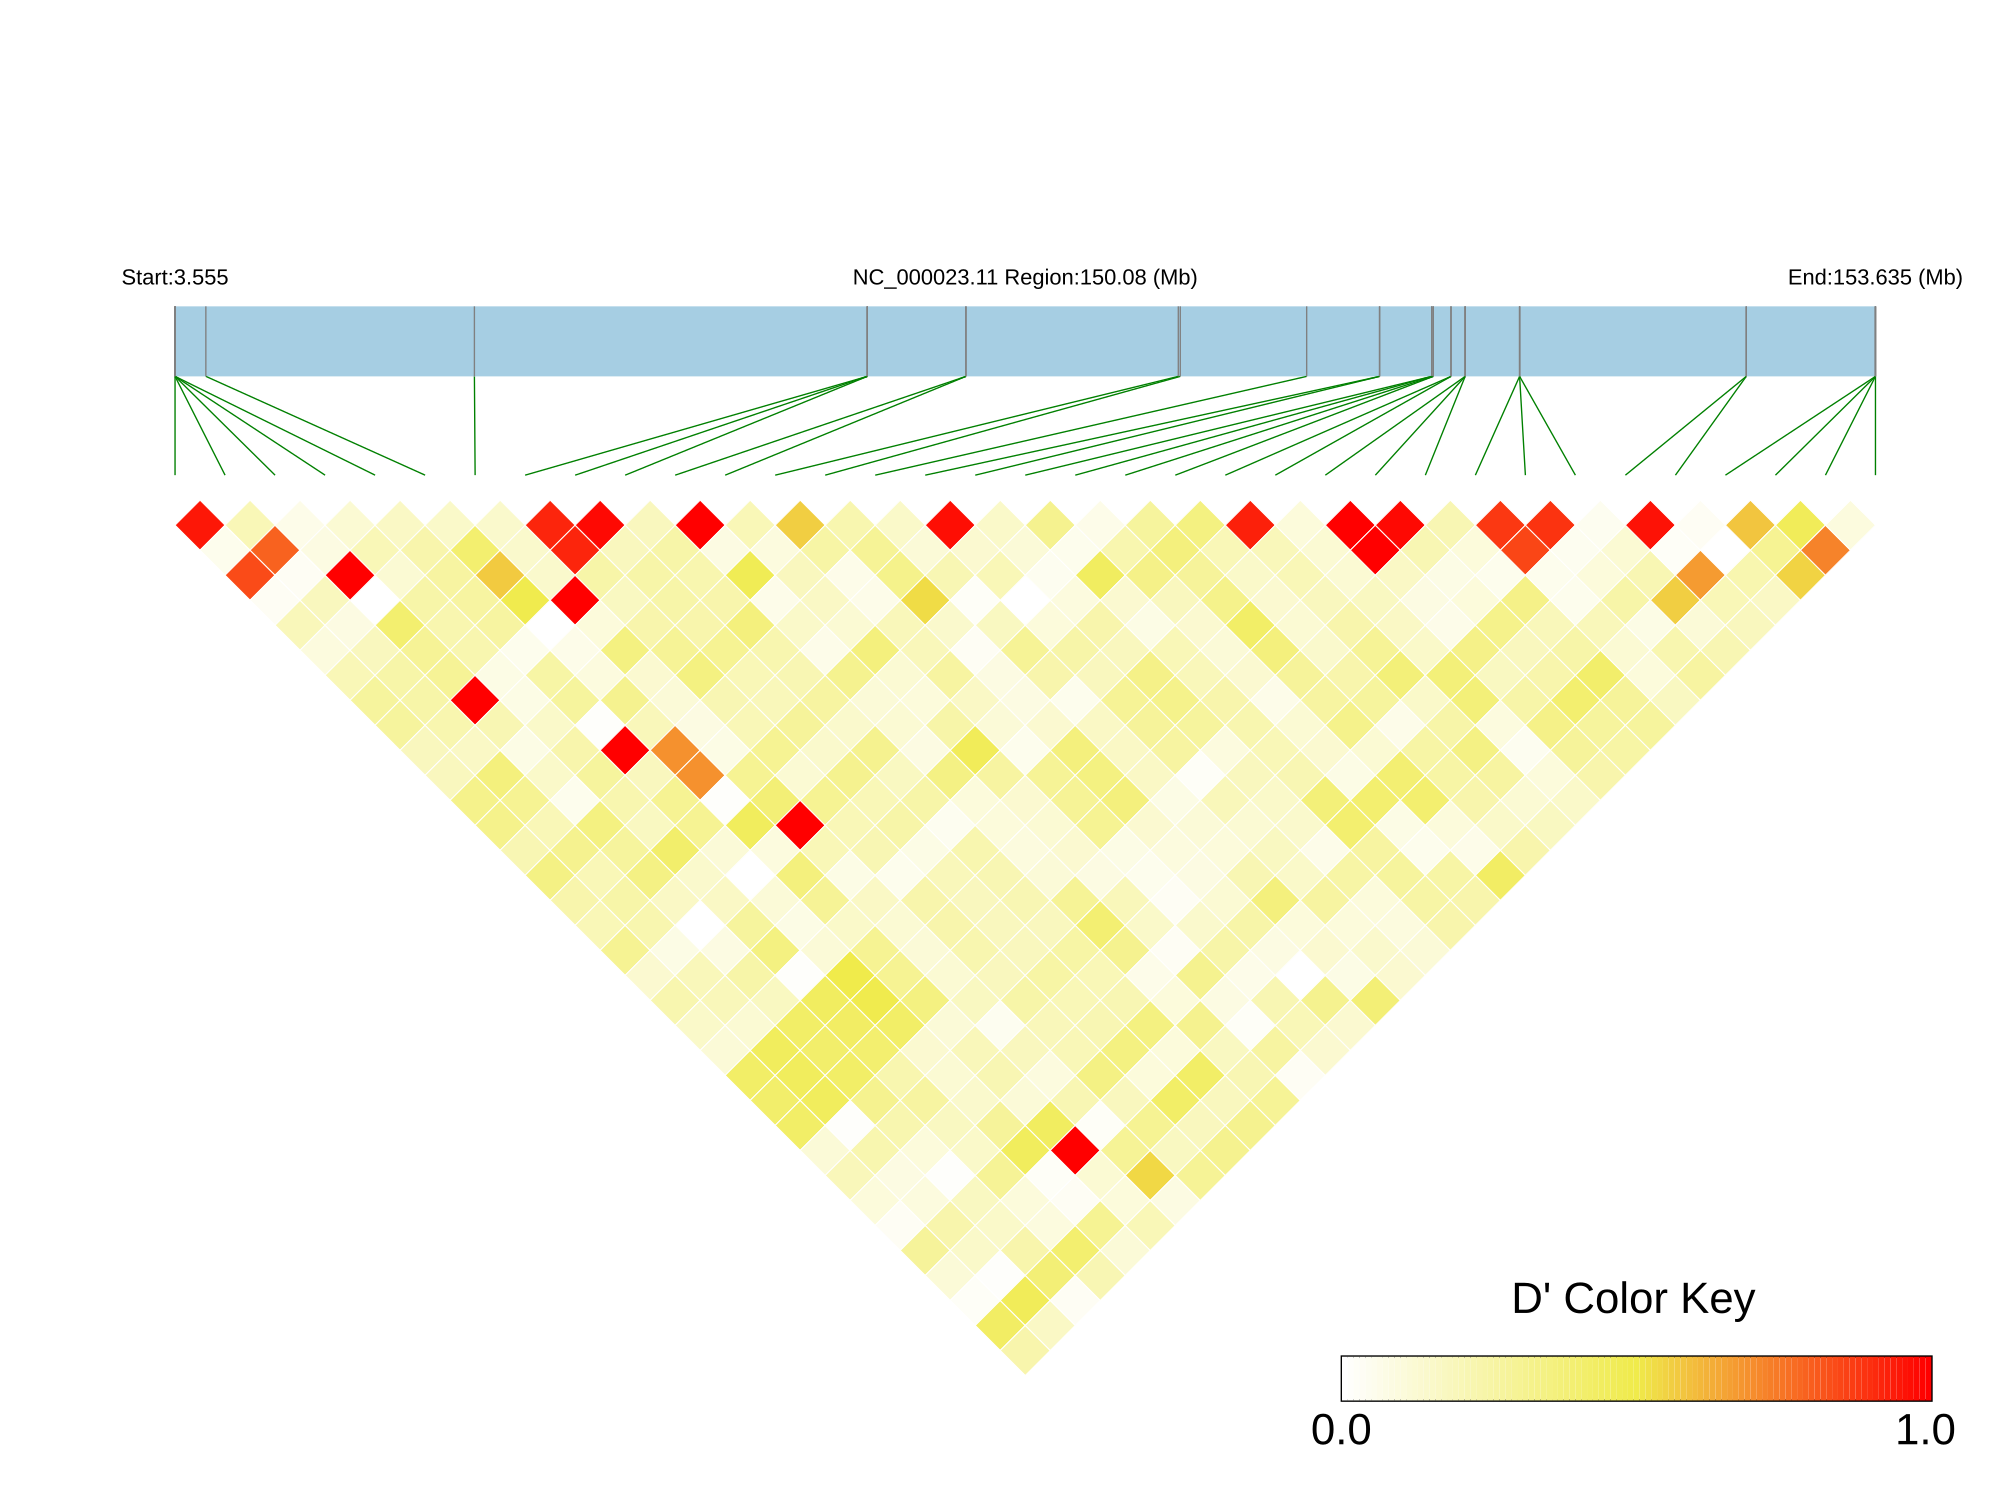 Start:3.555
NC_000023.11 Region:150.08 (Mb)
End:153.635 (Mb)
D' Color Key
0.0
1.0